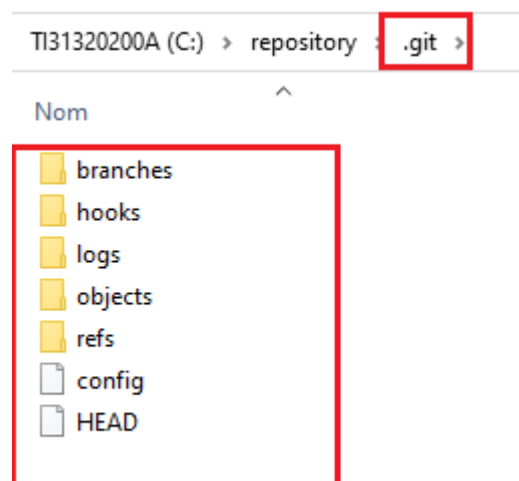 TI31320200A (C:) > repository > .git >
Nom
branches
hooks
logs
objects
refs
config
HEAD